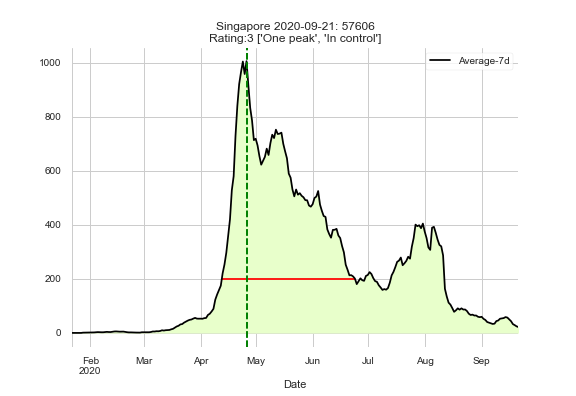 Singapore 2020-09-21: 57606
Rating:3 ['One peak', 'In control']
Average-7d
1000
800
600
400
200
0
Feb Mar Apr May Jun Jul Aug Sep
2020
Date